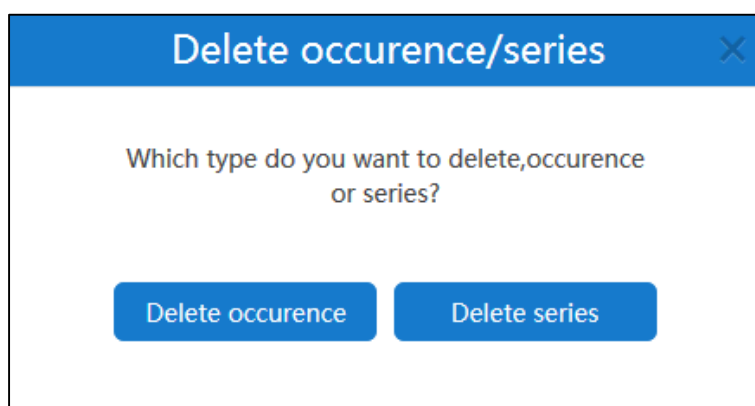 Delete occurence/series
Which type do you want to delete,occurence
or series?
Delete occurence
Delete series